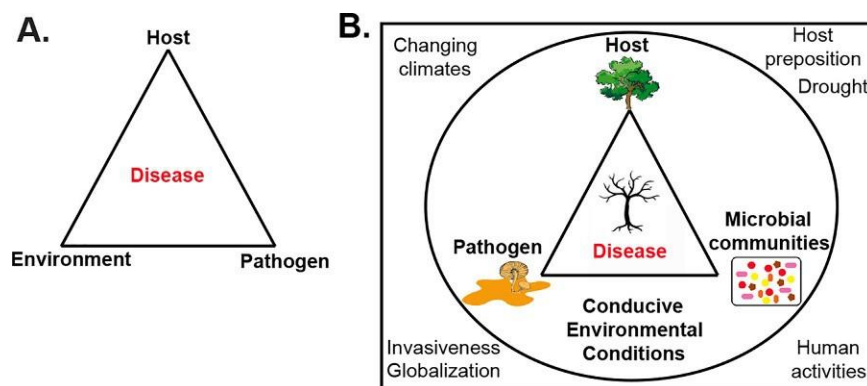 A.
Host
Disease
Environment
Pathogen
B.
Changing
climates
Host
Host
preposition
Drought
Pathogen
Disease
Microbial
communities
Conducive
Environmental
Conditions
Invasiveness
Globalization
Human
activities